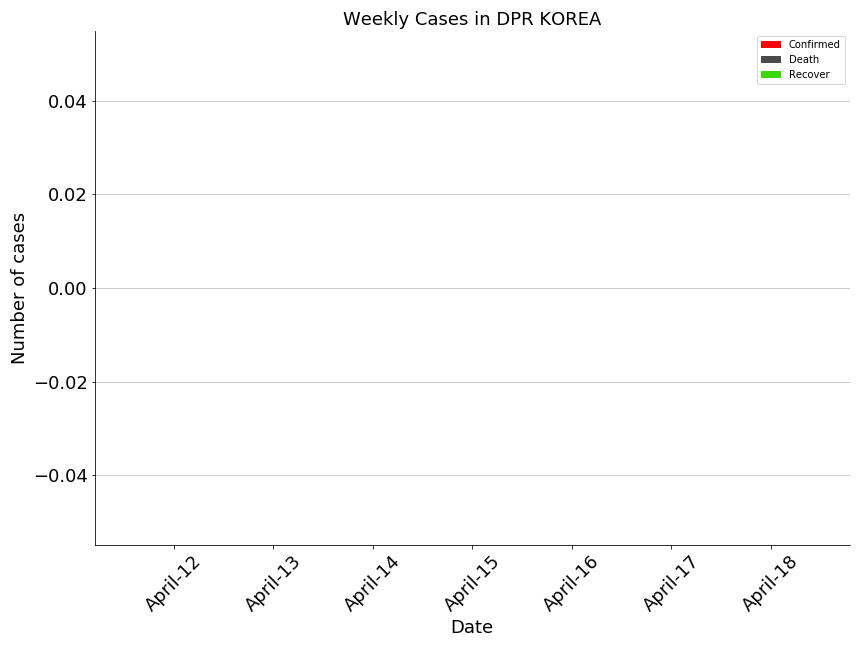 Weekly Cases in DPR KOREA
Confirmed
Death
Recover
0.04
0.02
0.00
−0.02
−0.04
Number of cases
April-12
April-13
April-14
April-15
April-16
April-17
April-18
Date